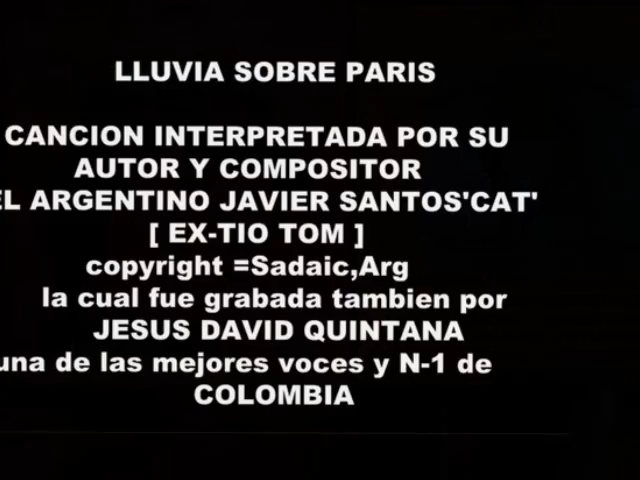 LLUVIA SOBRE PARIS
CANCION INTERPRETADA POR SU
AUTOR Y COMPOSITOR
EL ARGENTINO JAVIER SANTOS'CAT'
[ EX-TIO TOM ]
copyright =Sadaic,Arg
la cual fue grabada tambien por
JESUS DAVID QUINTANA
una de las mejores voces y N-1 de
COLOMBIA